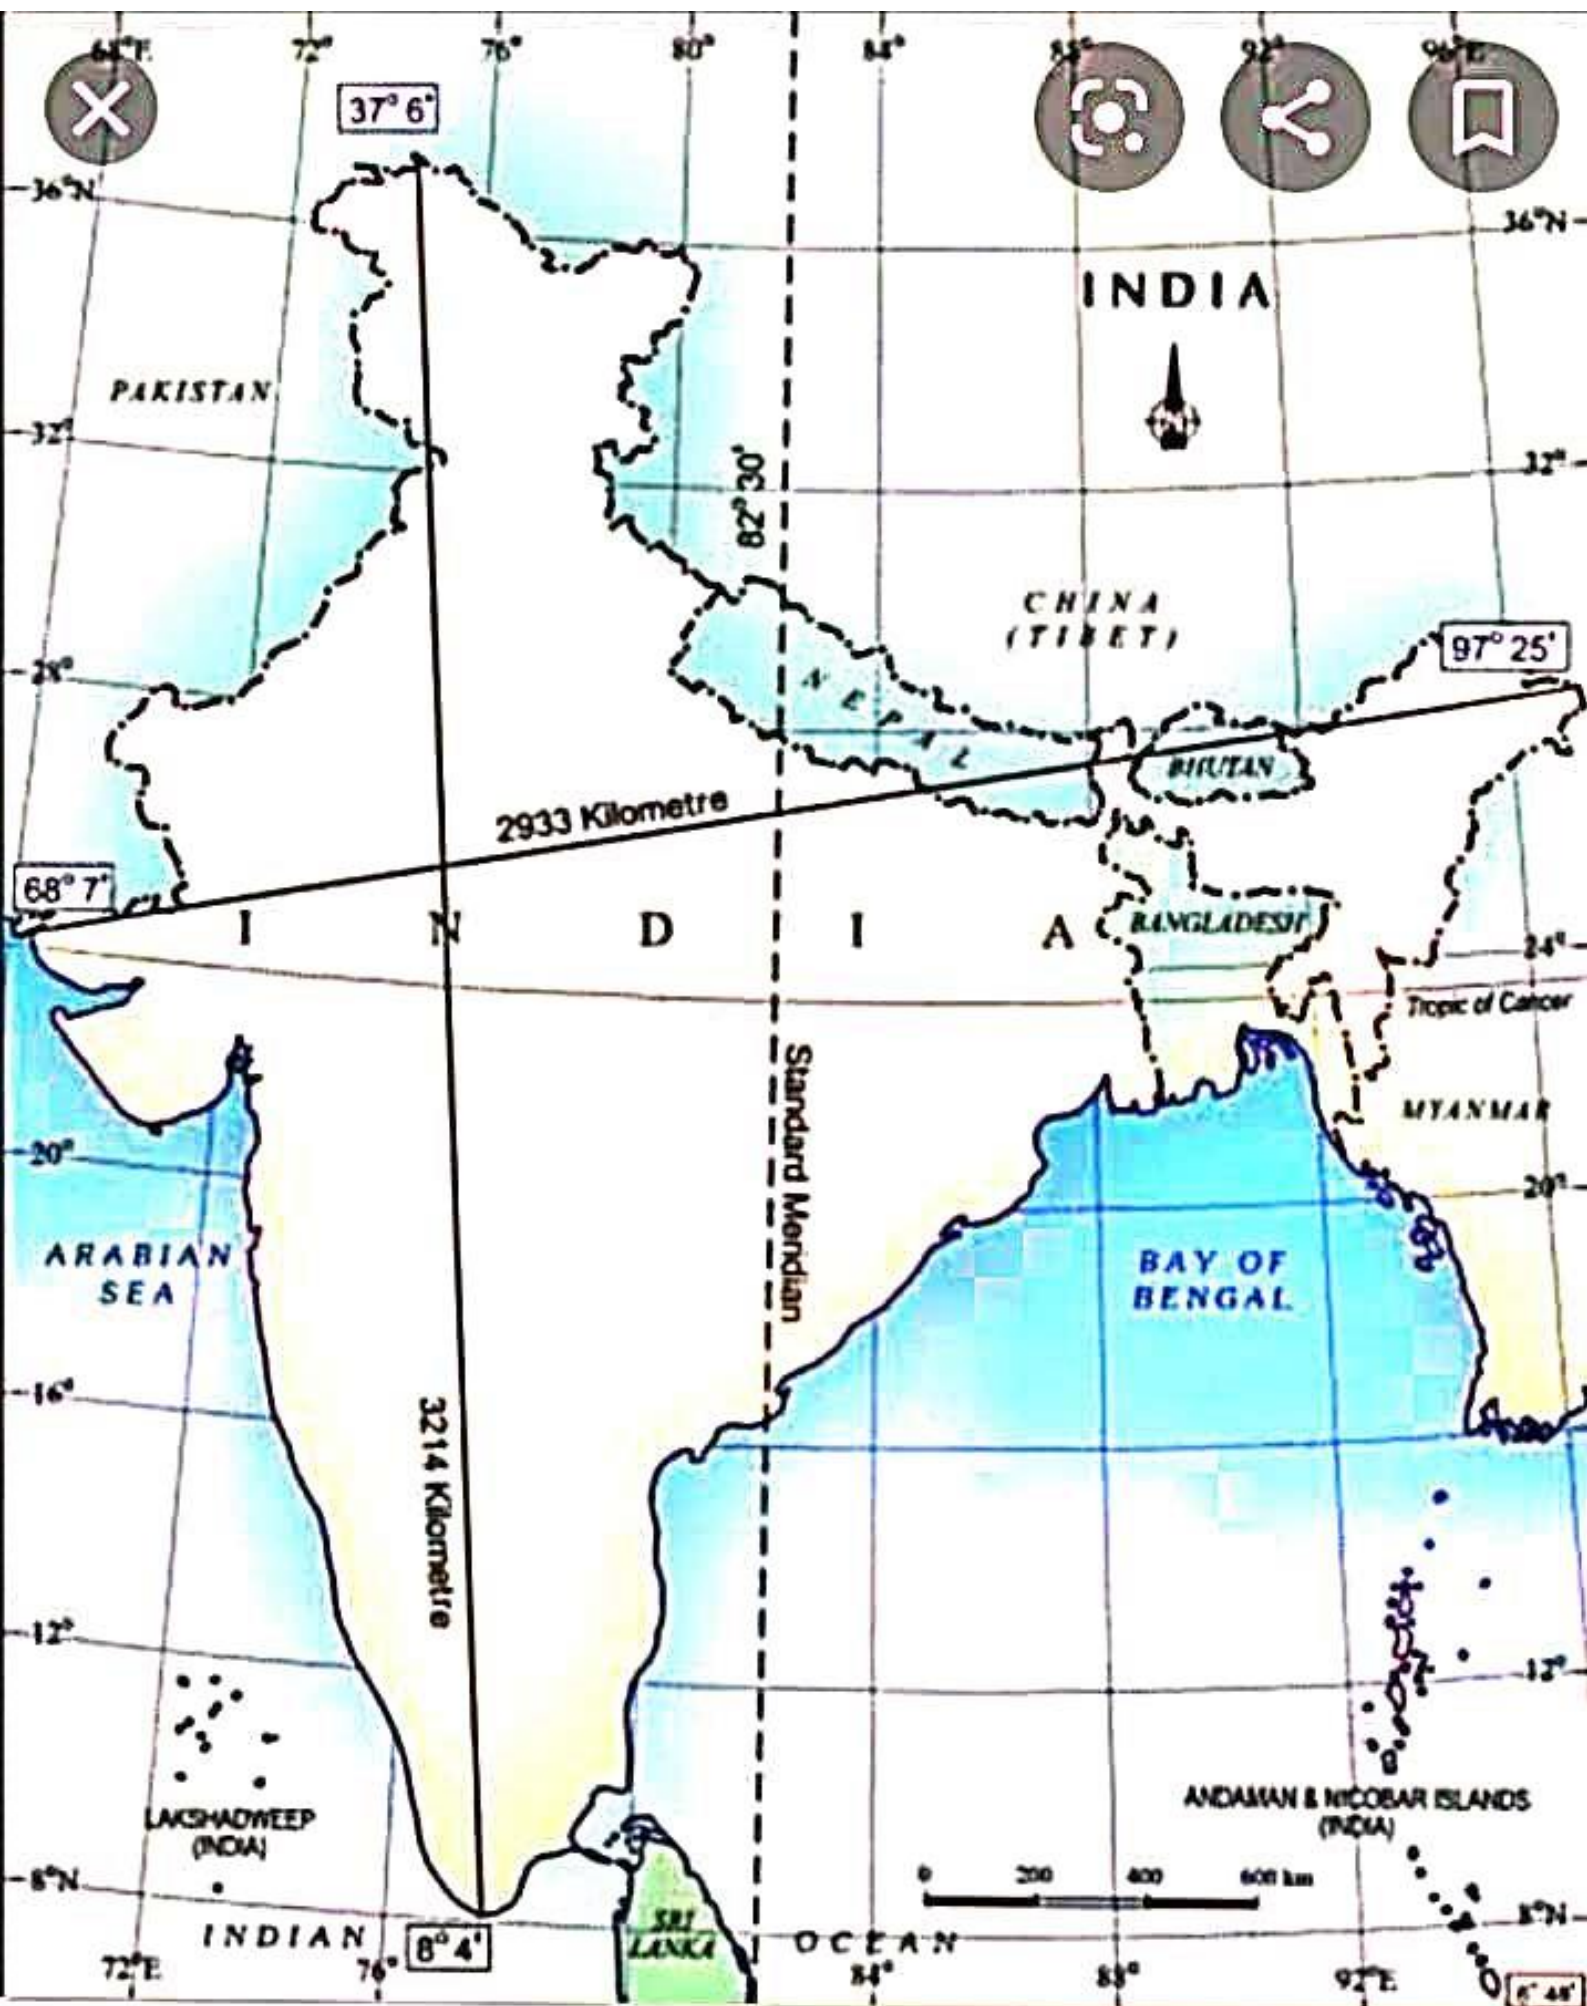 68°E 72° 76° 80° 84° 88° 92° 96°E
37° 6'
36°N
36°N
INDIA
PAKISTAN
32°
32°
82° 30'
CHINA
(TIBET)
97° 25'
28°
NEPAL
BHUTAN
2933 Kilometre
68° 7'
I N D I A
BANGLADESH
24°
Tropic of Cancer
Standard Meridian
MYANMAR
20°
20°
ARABIAN
SEA
BAY OF
BENGAL
16°
3214 Kilometre
12°
12°
LAKSHADWEEP
(INDIA)
ANDAMAN & NICOBAR ISLANDS
(INDIA)
0 200 400 600 km
8°N
8°N
SRI
LANKA
INDIAN OCEAN
8° 4'
72°E 76° 84° 88° 92°E